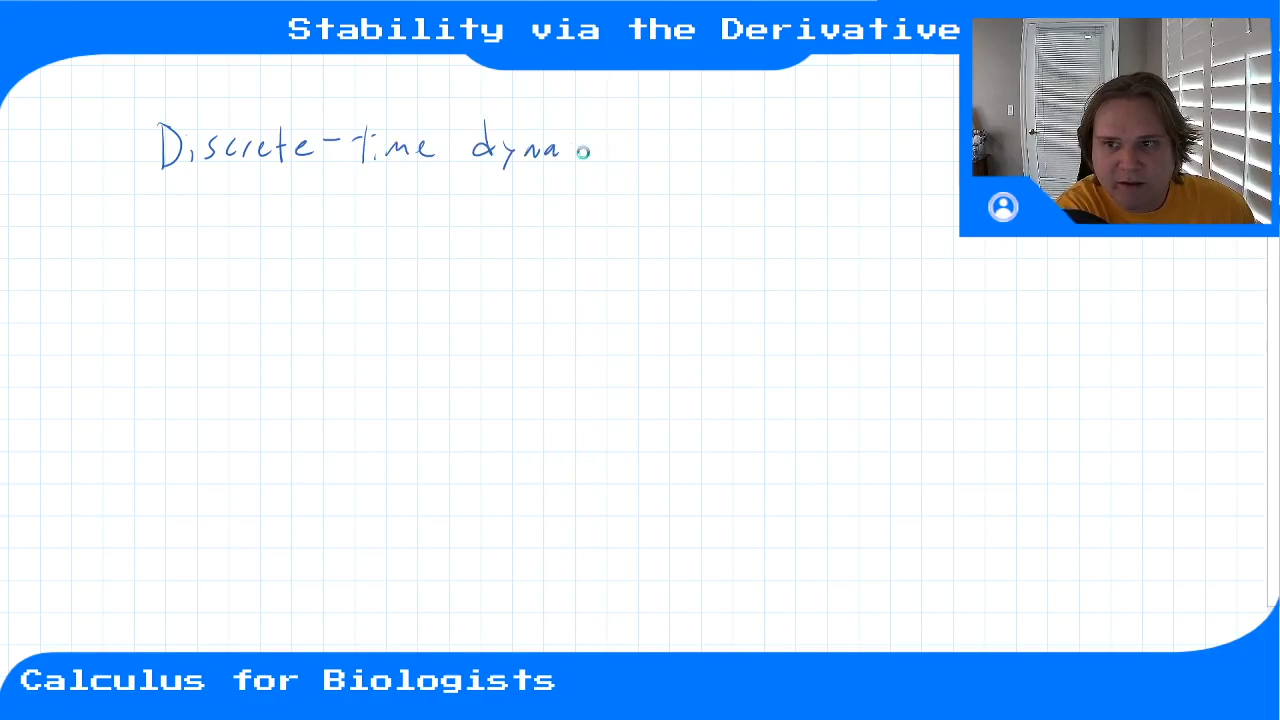 Stability via the Derivative
Discrete-time dyna
Calculus for Biologists